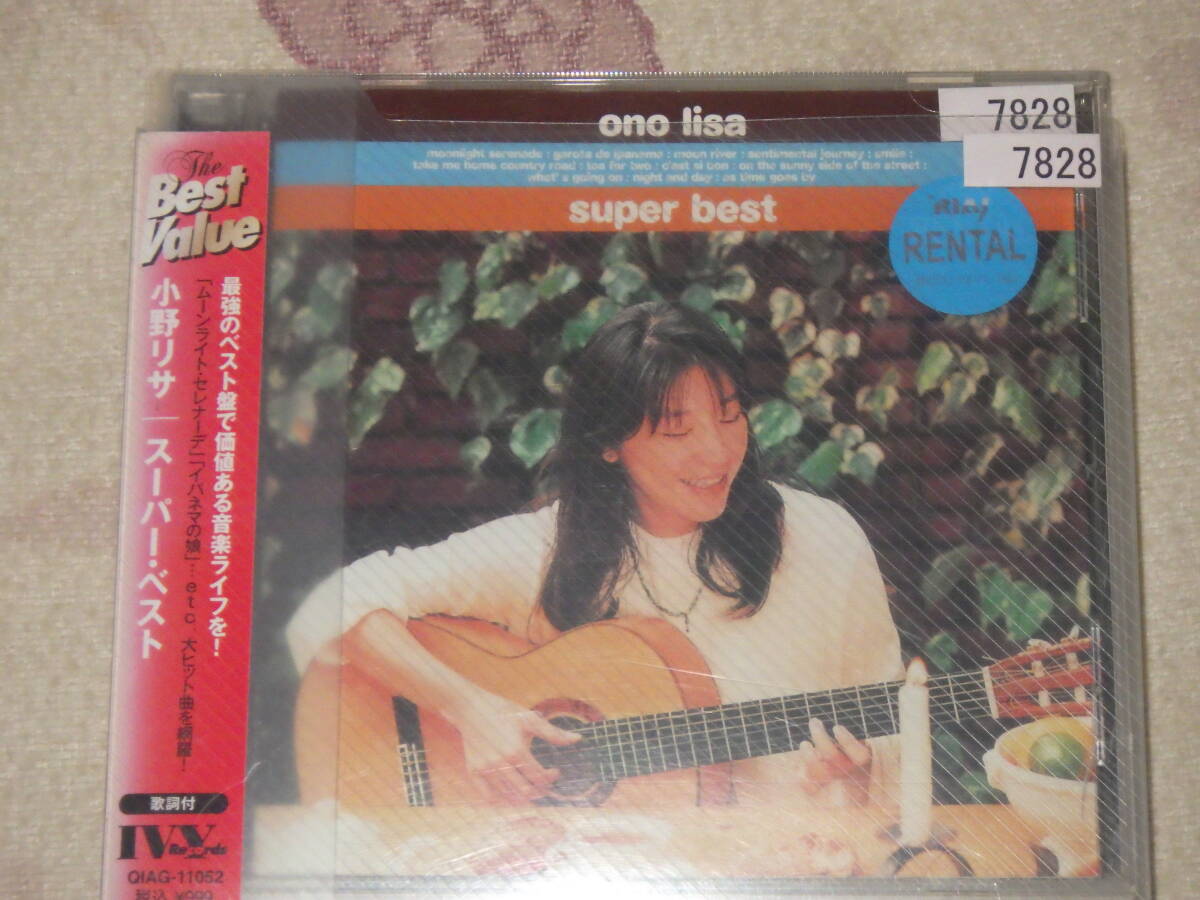 ono lisa
moonlight serenade : garota de ipanema : moon river : sentimental journey : smile :
take me home country road : tea for two : c'est si bon : on the sunny side of the street :
what's going on : night and day : as time goes by
super best
7828
7828
RENTAL
The
Best
Value
最強のベスト盤で価値ある音楽ライフを!
「ムーンライト・セレナーデ」「イパネマの娘」…etc 大ヒット曲を網羅!
小野リサ｜スーパー・ベスト
歌詞付
IVY
Records
QIAG-11052
税込 ¥999